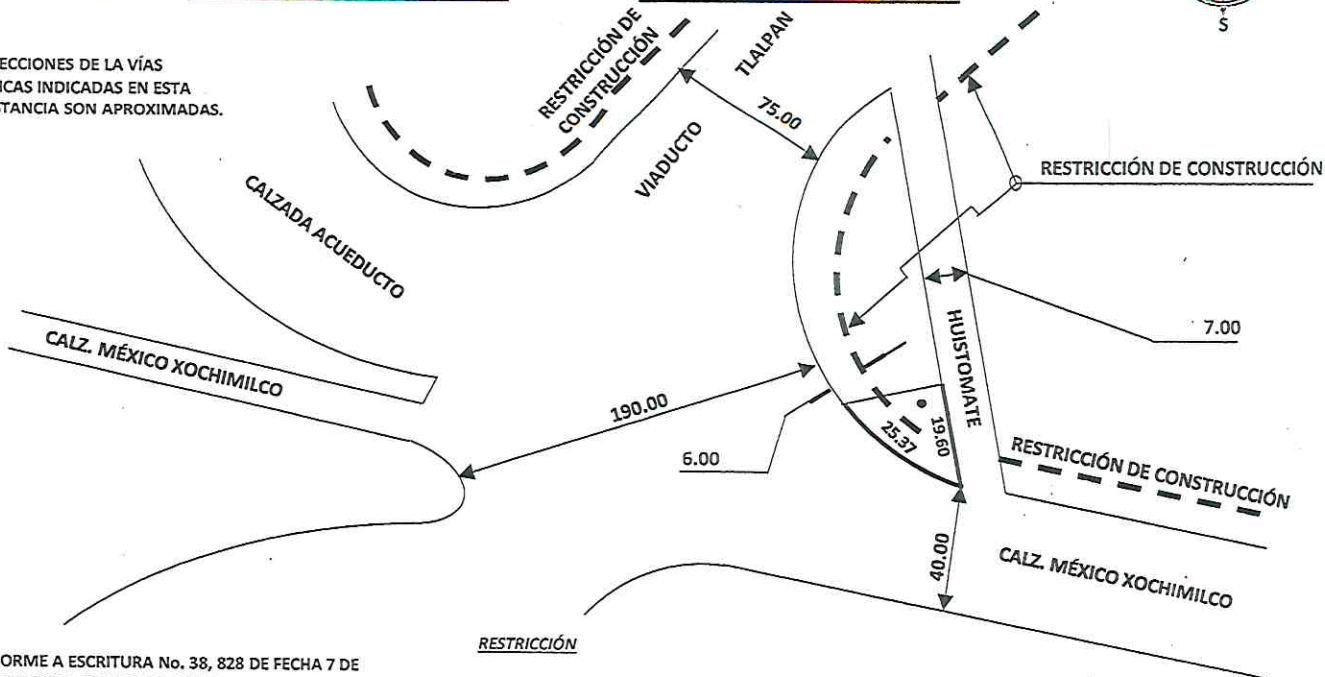 S
ECCIONES DE LA VÍAS
ICAS INDICADAS EN ESTA
STANCIA SON APROXIMADAS.
RESTRICCIÓN DE
CONSTRUCCIÓN
TLALPAN
75.00
VIADUCTO
RESTRICCIÓN DE CONSTRUCCIÓN
CALZADA ACUEDUCTO
HUISTOMATE
7.00
CALZ. MÉXICO XOCHIMILCO
190.00
6.00
25.37
19.60
RESTRICCIÓN DE CONSTRUCCIÓN
40.00
CALZ. MÉXICO XOCHIMILCO
RESTRICCIÓN
ORME A ESCRITURA No. 38, 828 DE FECHA 7 DE